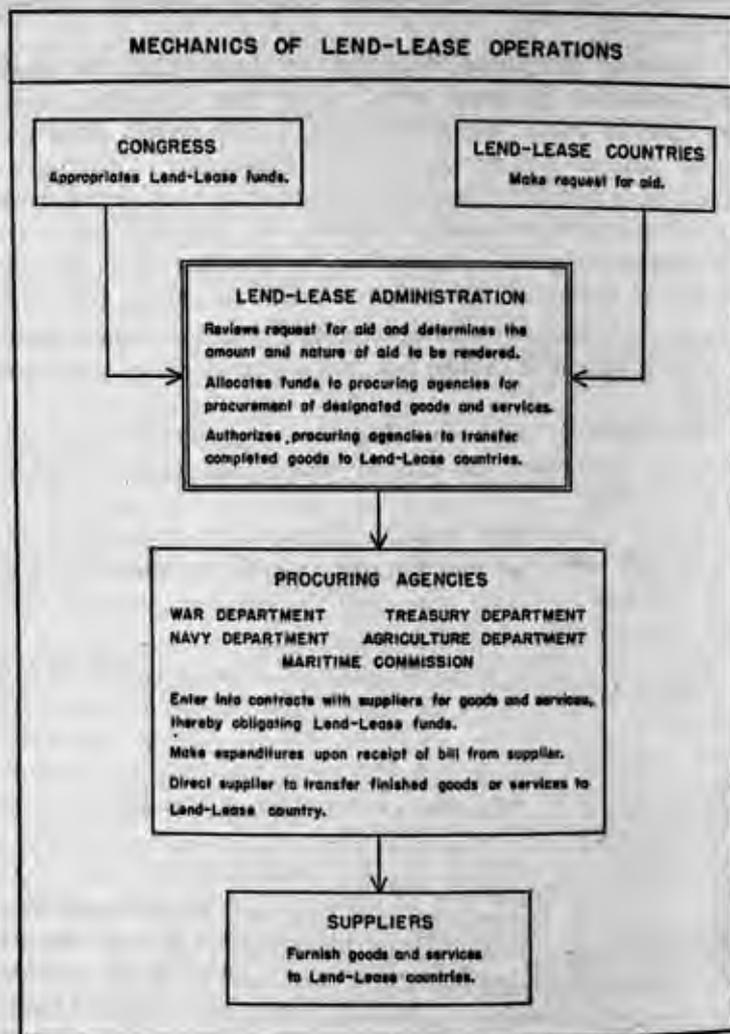 MECHANICS OF LEND-LEASE OPERATIONS
CONGRESS
Appropriates Lend-Lease funds.
LEND-LEASE COUNTRIES
Make request for aid.
LEND-LEASE ADMINISTRATION
Reviews request for aid and determines the
amount and nature of aid to be rendered.
Allocates funds to procuring agencies for
procurement of designated goods and services.
Authorizes procuring agencies to transfer
completed goods to Lend-Lease countries.
PROCURING AGENCIES
WAR DEPARTMENT TREASURY DEPARTMENT
NAVY DEPARTMENT AGRICULTURE DEPARTMENT
MARITIME COMMISSION
Enter into contracts with suppliers for goods and services,
thereby obligating Lend-Lease funds.
Make expenditures upon receipt of bill from supplier.
Direct supplier to transfer finished goods or services to
Lend-Lease country.
SUPPLIERS
Furnish goods and services
to Lend-Lease countries.